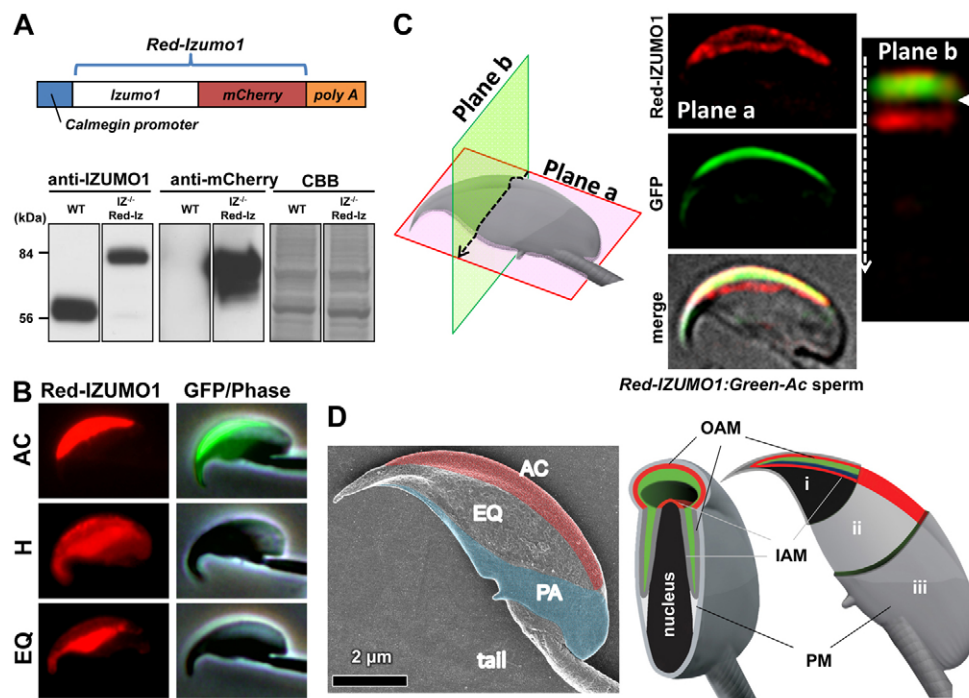 A
Red-Izumo1
Izumo1
mCherry
poly A
Calmegin promoter
anti-IZUMO1
anti-mCherry
CBB
(kDa)
WT
IZ-/- Red-Iz
WT
IZ-/- Red-Iz
WT
IZ-/- Red-Iz
84
56
B
Red-IZUMO1
GFP/Phase
AC
H
EQ
C
Plane b
Plane a
Red-IZUMO1
Plane a
GFP
merge
Plane b
Red-IZUMO1:Green-Ac sperm
D
AC
EQ
PA
tail
2 μm
OAM
IAM
PM
nucleus
i
ii
iii